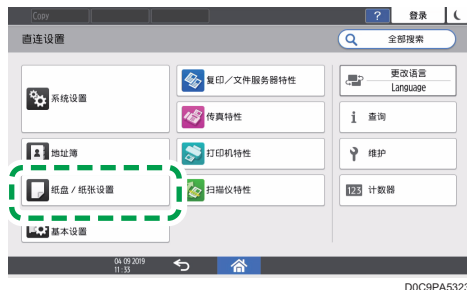 Copy
? 登录
直连设置
全部搜索
系统设置
复印／文件服务器特性
更改语言
Language
传真特性
i 查询
地址簿
打印机特性
维护
纸盘 / 纸张设置
扫描仪特性
123 计数器
基本设置
04 09 2019
11 : 33
D0C9PA5323